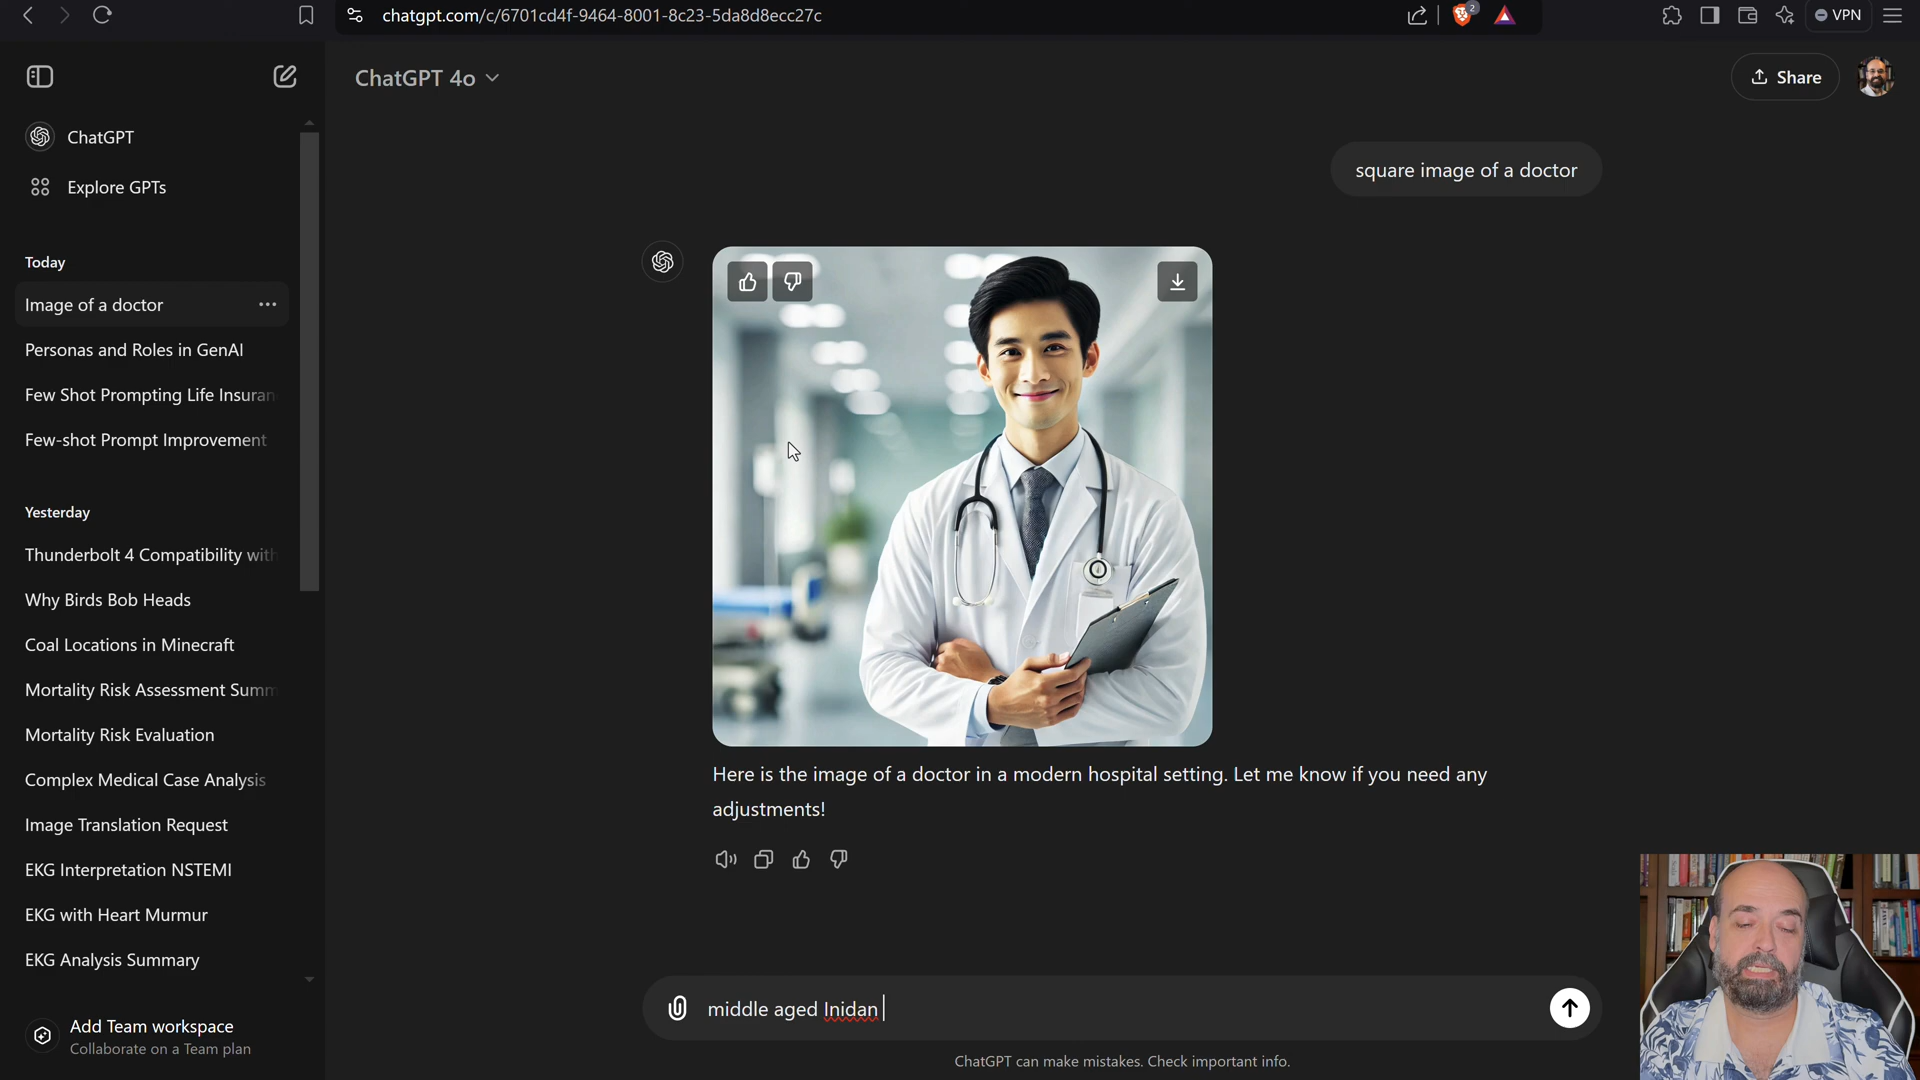 chatgpt.com/c/6701cd4f-9464-8001-8c23-5da8d8ecc27c
2
VPN
ChatGPT 4o
Share
ChatGPT
Explore GPTs
Today
Image of a doctor
Personas and Roles in GenAI
Few Shot Prompting Life Insuran
Few-shot Prompt Improvement
Yesterday
Thunderbolt 4 Compatibility with
Why Birds Bob Heads
Coal Locations in Minecraft
Mortality Risk Assessment Summ
Mortality Risk Evaluation
Complex Medical Case Analysis
Image Translation Request
EKG Interpretation NSTEMI
EKG with Heart Murmur
EKG Analysis Summary
Add Team workspace
Collaborate on a Team plan
square image of a doctor
Here is the image of a doctor in a modern hospital setting. Let me know if you need any
adjustments!
middle aged Inidan
ChatGPT can make mistakes. Check important info.